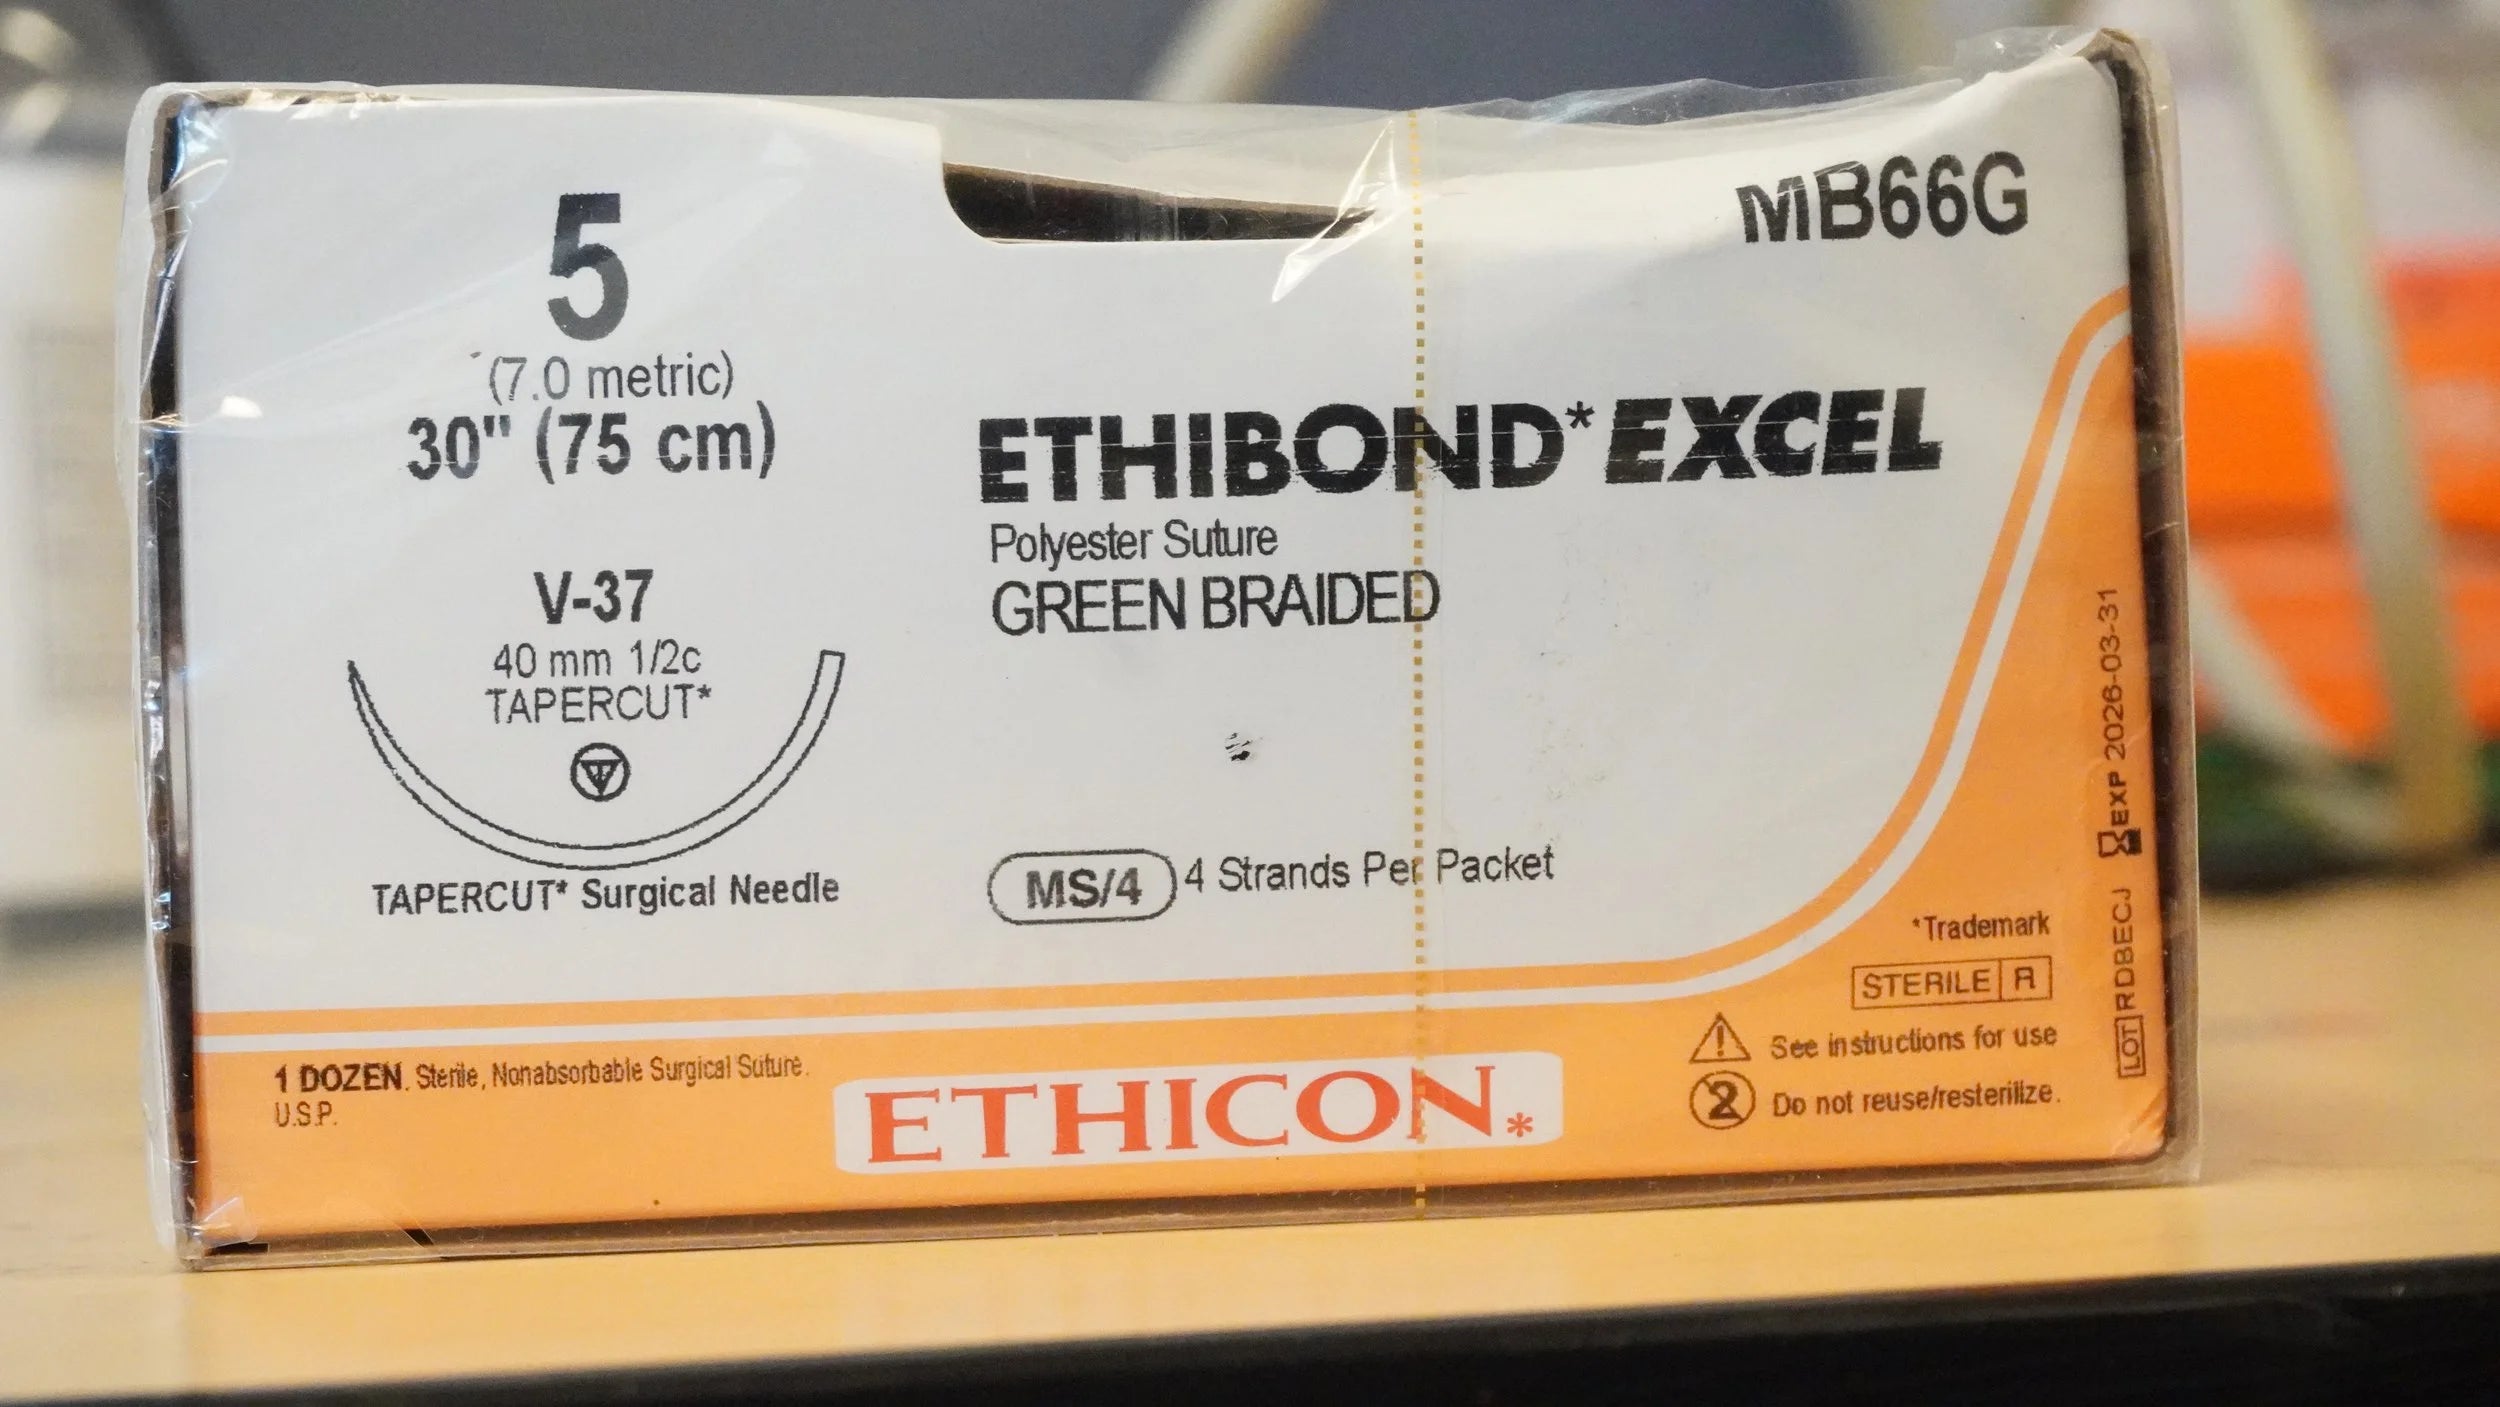 5
(7.0 metric)
30" (75 cm)
V-37
40 mm 1/2c
TAPERCUT*
TAPERCUT* Surgical Needle
MB66G
ETHIBOND* EXCEL
Polyester Suture
GREEN BRAIDED
MS/4 4 Strands Per Packet
1 DOZEN. Sterile, Nonabsorbable Surgical Suture.
U.S.P.
ETHICON*
*Trademark
STERILE R
See instructions for use
2 Do not reuse/resterilize.
EXP 2026-03-31
LOT RDBECJ